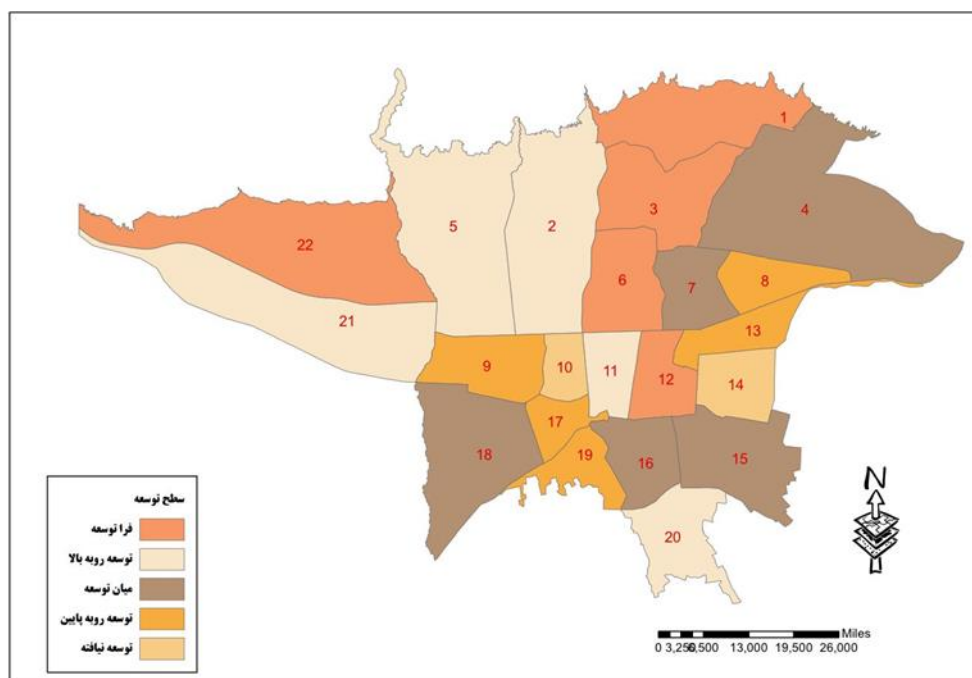 1
4
3
2
5
22
6
7
8
21
13
9
10
11
12
14
17
18
19
16
15
20
N
سطح توسعه
فرا توسعه
توسعه روبه بالا
میان توسعه
توسعه روبه پایین
توسعه نیافته
Miles
0 3,250 6,500 13,000 19,500 26,000